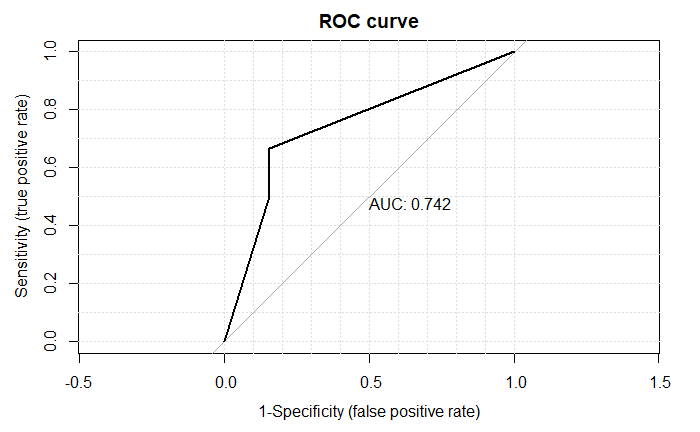 ROC curve
Sensitivity (true positive rate)
1.0
0.8
0.6
0.4
0.2
0.0
AUC: 0.742
-0.5
0.0
0.5
1.0
1.5
1-Specificity (false positive rate)